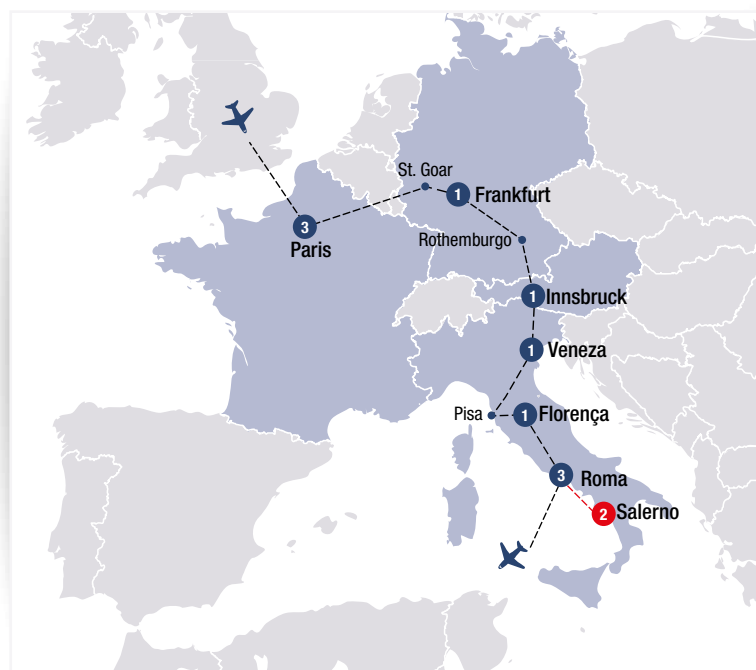 St. Goar
1 Frankfurt
3
Paris
Rothemburgo
1 Innsbruck
1 Veneza
Pisa
1 Florença
3 Roma
2 Salerno